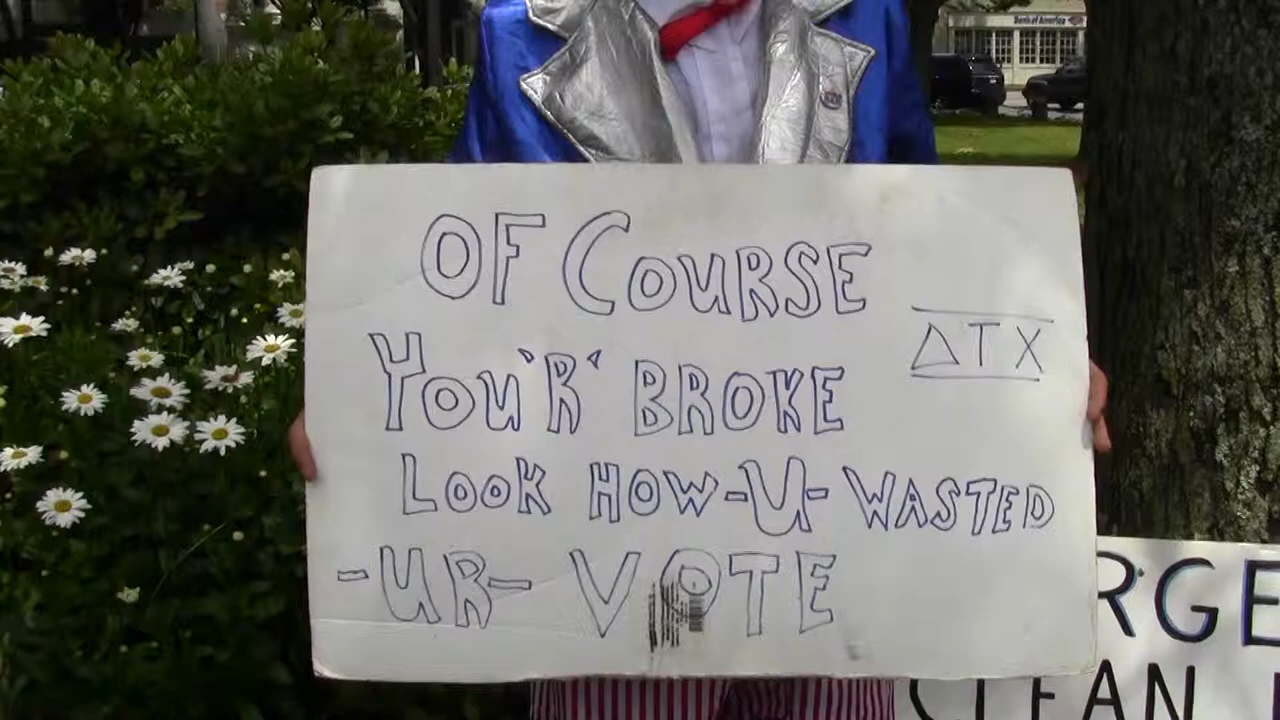 Bank of America
OF COURSE
YOU'R' BROKE
ΔTX
LOOK HOW-U-WASTED
-UR- VOTE
RGE
CLEAN